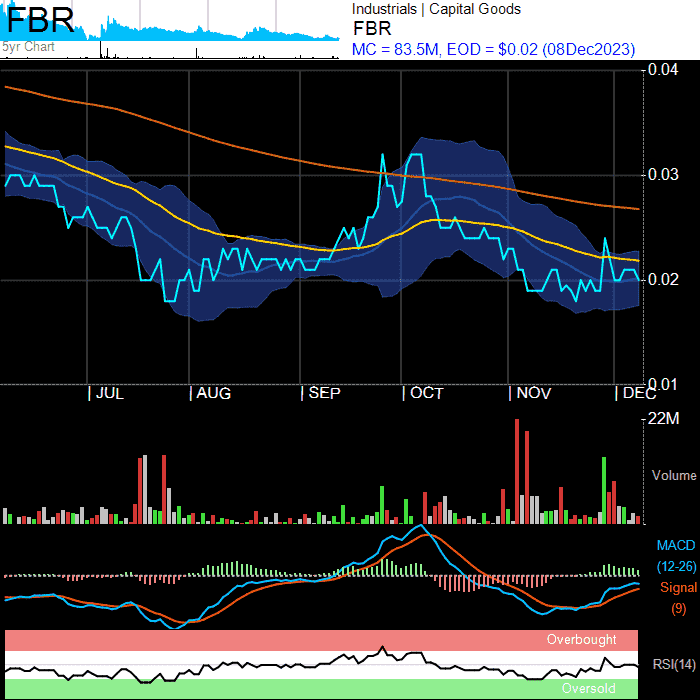 FBR
5yr Chart
Industrials | Capital Goods
FBR
MC = 83.5M, EOD = $0.02 (08Dec2023)
0.04
0.03
0.02
0.01
JUL AUG SEP OCT NOV DEC
22M
Volume
MACD
(12-26)
Signal
(9)
Overbought
RSI(14)
Oversold